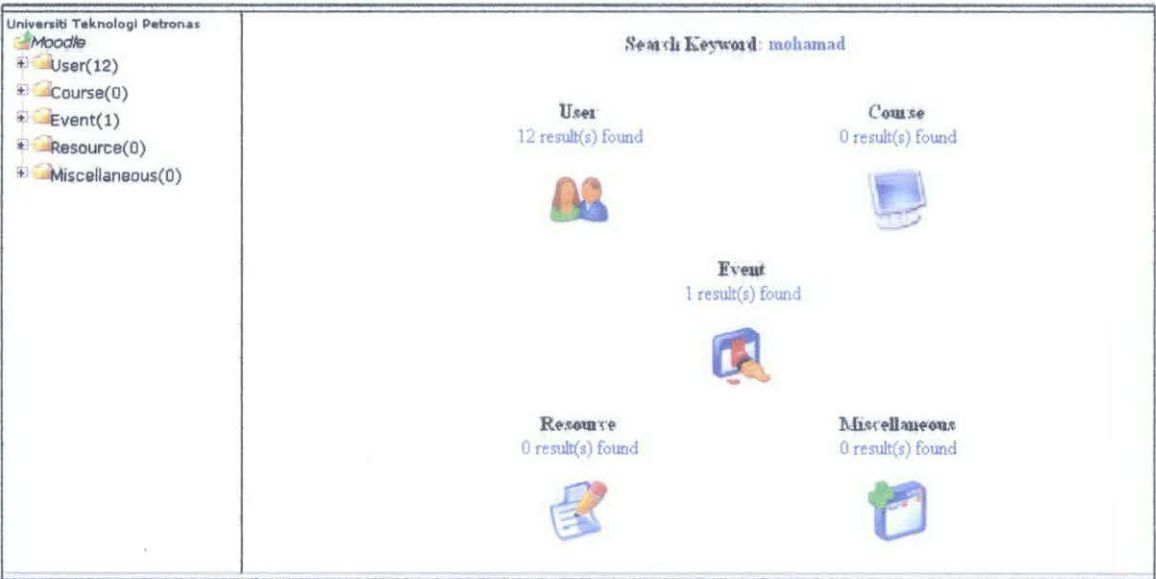 Universiti Teknologi Petronas
Moodle
User(12)
Course(0)
Event(1)
Resource(0)
Miscellaneous(0)
Search Keyword: mohamad
User
12 result(s) found
Course
0 result(s) found
Event
1 result(s) found
Resource
0 result(s) found
Miscellaneous
0 result(s) found